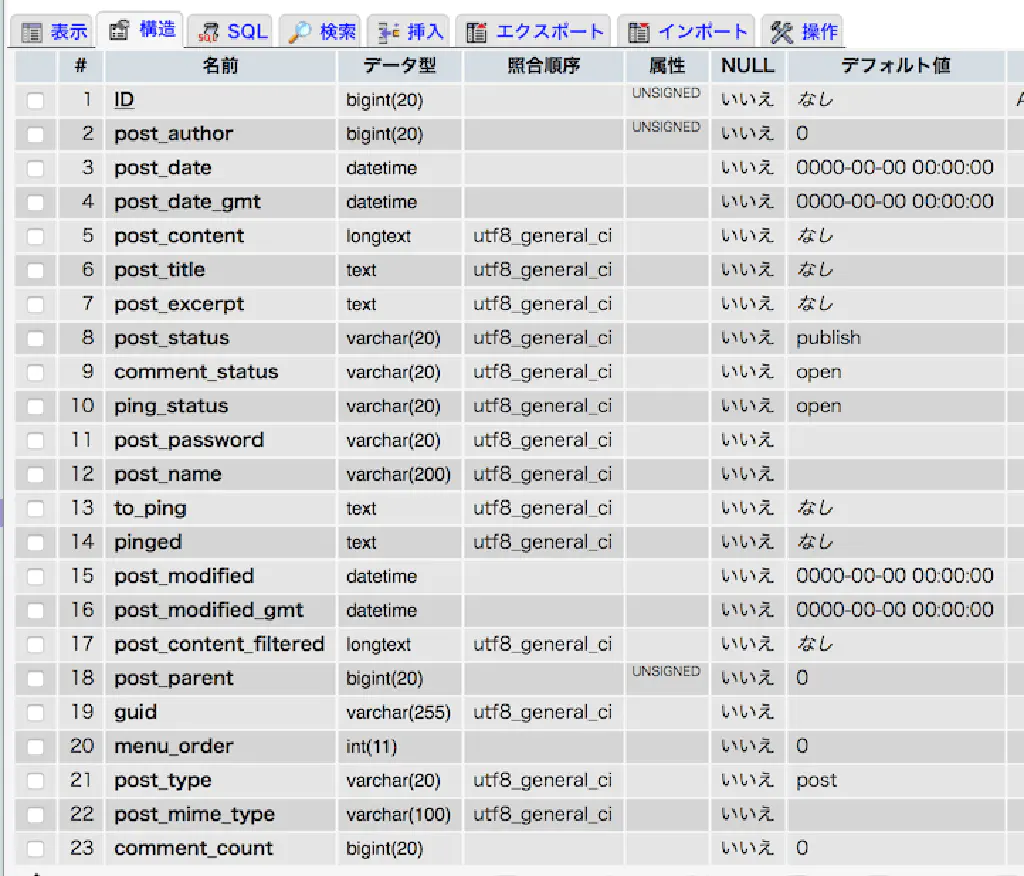 表示 構造 SQL 検索 挿入 エクスポート インポート 操作
# 名前 データ型 照合順序 属性 NULL デフォルト値
1 ID bigint(20) UNSIGNED いいえ なし
2 post_author bigint(20) UNSIGNED いいえ 0
3 post_date datetime いいえ 0000-00-00 00:00:00
4 post_date_gmt datetime いいえ 0000-00-00 00:00:00
5 post_content longtext utf8_general_ci いいえ なし
6 post_title text utf8_general_ci いいえ なし
7 post_excerpt text utf8_general_ci いいえ なし
8 post_status varchar(20) utf8_general_ci いいえ publish
9 comment_status varchar(20) utf8_general_ci いいえ open
10 ping_status varchar(20) utf8_general_ci いいえ open
11 post_password varchar(20) utf8_general_ci いいえ
12 post_name varchar(200) utf8_general_ci いいえ
13 to_ping text utf8_general_ci いいえ なし
14 pinged text utf8_general_ci いいえ なし
15 post_modified datetime いいえ 0000-00-00 00:00:00
16 post_modified_gmt datetime いいえ 0000-00-00 00:00:00
17 post_content_filtered longtext utf8_general_ci いいえ なし
18 post_parent bigint(20) UNSIGNED いいえ 0
19 guid varchar(255) utf8_general_ci いいえ
20 menu_order int(11) いいえ 0
21 post_type varchar(20) utf8_general_ci いいえ post
22 post_mime_type varchar(100) utf8_general_ci いいえ
23 comment_count bigint(20) いいえ 0